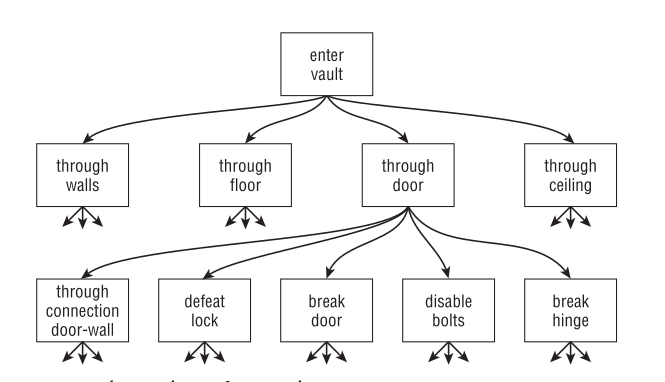 enter
vault
through
walls
through
floor
through
door
through
ceiling
through
connection
door-wall
defeat
lock
break
door
disable
bolts
break
hinge